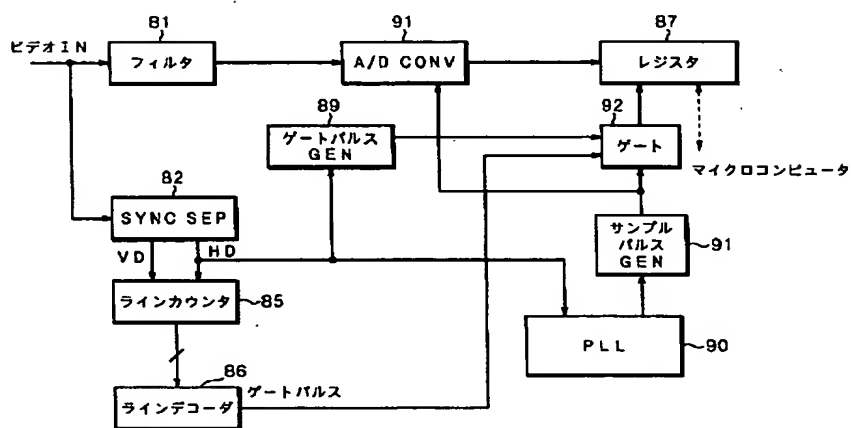 81
91
87
ビデオIN
フィルタ
A/D CONV
レジスタ
89
92
ゲートパルス
GEN
ゲート
マイクロコンピュータ
82
SYNC SEP
サンプル
パルス
GEN
91
VD
HD
ラインカウンタ
85
PLL
90
86
ゲートパルス
ラインデコーダ